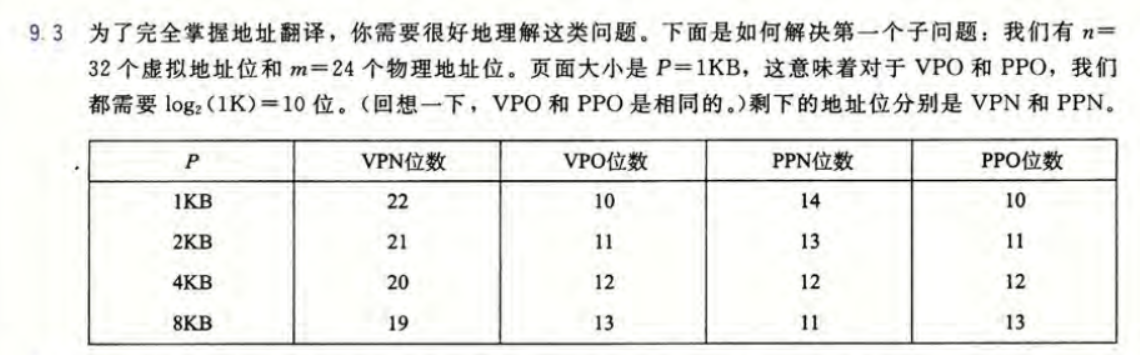 9.3 为了完全掌握地址翻译，你需要很好地理解这类问题。下面是如何解决第一个子问题：我们有 n=
32 个虚拟地址位和 m=24 个物理地址位。页面大小是 P=1KB，这意味着对于 VPO 和 PPO，我们
都需要 log₂(1K)=10 位。（回想一下，VPO 和 PPO 是相同的。）剩下的地址位分别是 VPN 和 PPN。
P VPN位数 VPO位数 PPN位数 PPO位数
1KB 22 10 14 10
2KB 21 11 13 11
4KB 20 12 12 12
8KB 19 13 11 13